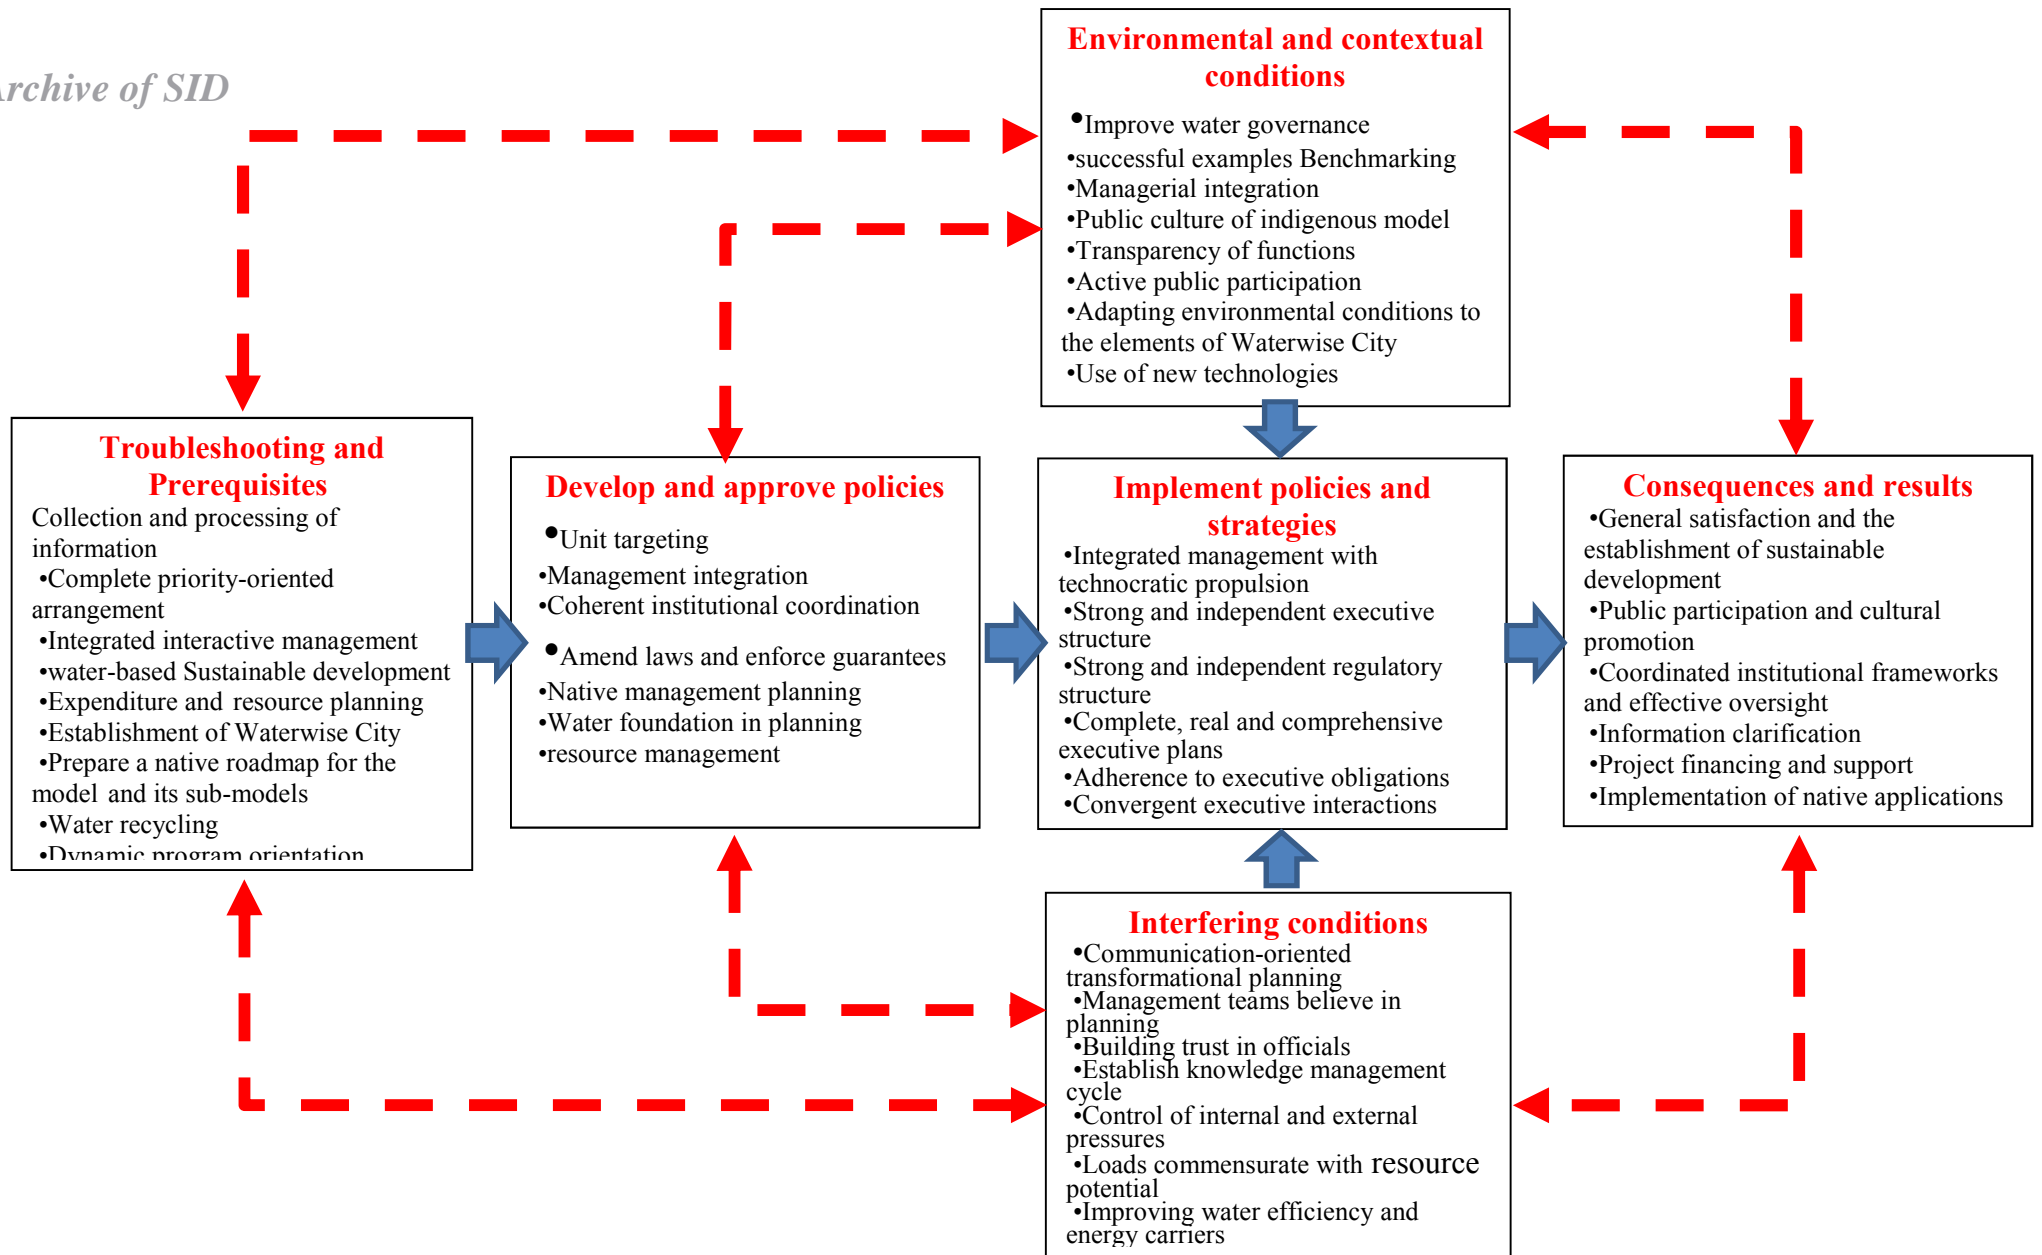 Archive of SID
Environmental and contextual
conditions
•Improve water governance
•successful examples Benchmarking
•Managerial integration
•Public culture of indigenous model
•Transparency of functions
•Active public participation
•Adapting environmental conditions to
the elements of Waterwise City
•Use of new technologies
Troubleshooting and
Prerequisites
Collection and processing of
information
•Complete priority-oriented
arrangement
•Integrated interactive management
•water-based Sustainable development
•Expenditure and resource planning
•Establishment of Waterwise City
•Prepare a native roadmap for the
model and its sub-models
•Water recycling
•Dynamic program orientation
Develop and approve policies
•Unit targeting
•Management integration
•Coherent institutional coordination
•Amend laws and enforce guarantees
•Native management planning
•Water foundation in planning
•resource management
Implement policies and
strategies
•Integrated management with
technocratic propulsion
•Strong and independent executive
structure
•Strong and independent regulatory
structure
•Complete, real and comprehensive
executive plans
•Adherence to executive obligations
•Convergent executive interactions
Consequences and results
•General satisfaction and the
establishment of sustainable
development
•Public participation and cultural
promotion
•Coordinated institutional frameworks
and effective oversight
•Information clarification
•Project financing and support
•Implementation of native applications
Interfering conditions
•Communication-oriented
transformational planning
•Management teams believe in
planning
•Building trust in officials
•Establish knowledge management
cycle
•Control of internal and external
pressures
•Loads commensurate with resource
potential
•Improving water efficiency and
energy carriers